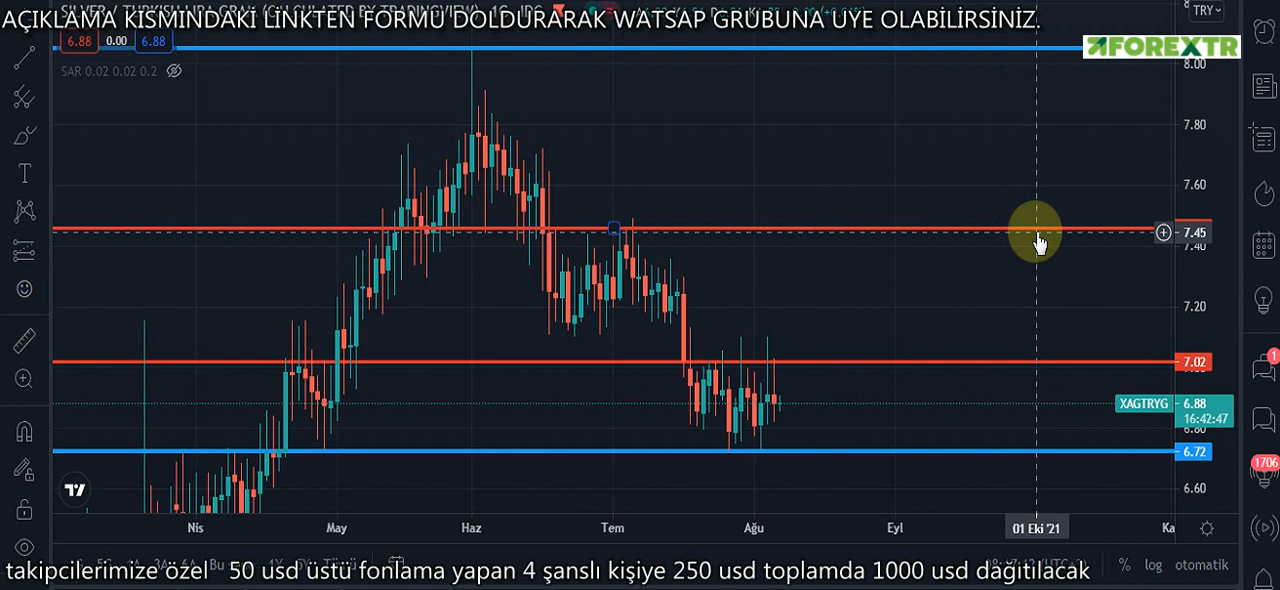 AÇIKLAMA KISMINDAKİ LİNKTEN FORMU DOLDURARAK WATSAP GRUBUNA UYE OLABİLİRSİNİZ.
TRY
6.88 0.00 6.88
FOREXTR
SAR 0.02 0.02 0.2
8.00
7.80
7.60
7.45
7.40
7.20
7.02
XAGTRYG 6.88
16:42:47
6.80
6.72
6.60
Nis May Haz Tem Ağu Eyl 01 Eki '21 Ka
1
1706
% log otomatik
takipcilerimize özel 50 usd üstü fonlama yapan 4 şanslı kişiye 250 usd toplamda 1000 usd dağıtılacak